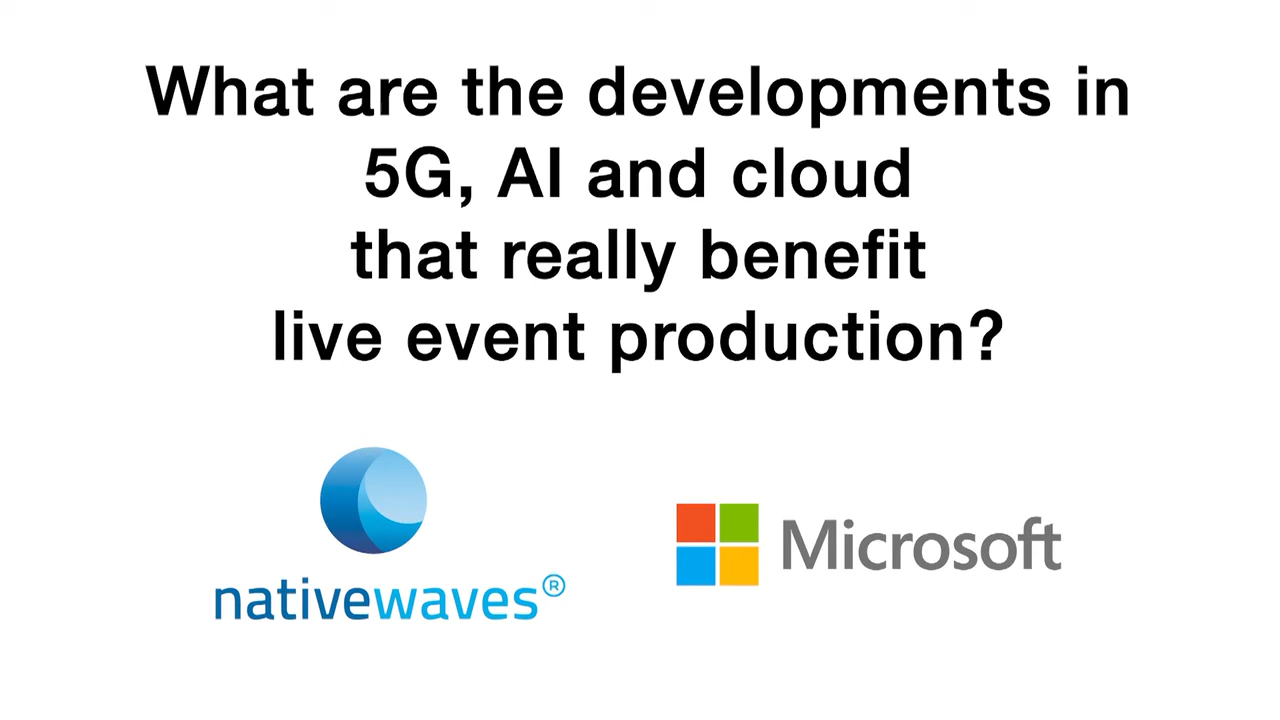 What are the developments in
5G, AI and cloud
that really benefit
live event production?
nativewaves®
Microsoft